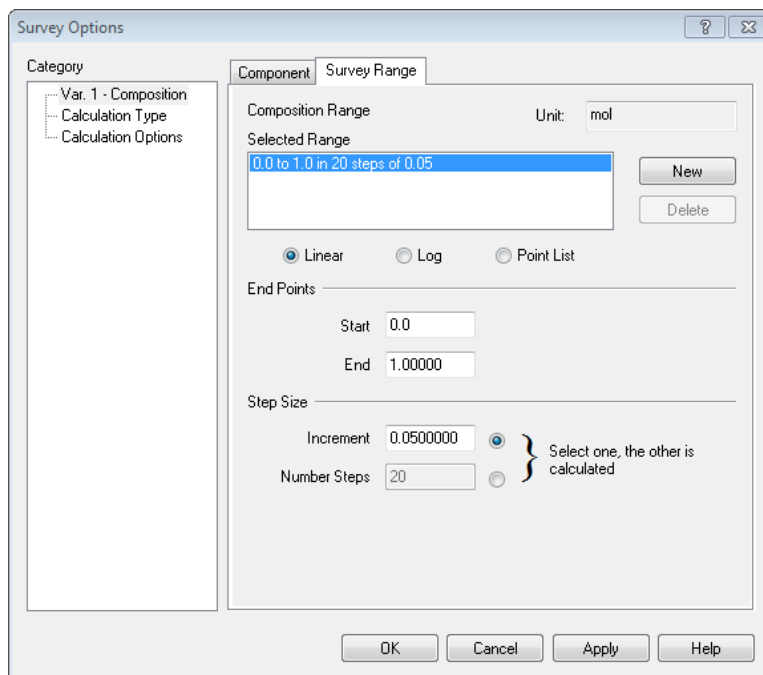 Survey Options
Category
Var. 1 - Composition
Calculation Type
Calculation Options
Component
Survey Range
Composition Range
Unit: mol
Selected Range
0.0 to 1.0 in 20 steps of 0.05
New
Delete
Linear
Log
Point List
End Points
Start 0.0
End 1.00000
Step Size
Increment 0.0500000
Number Steps 20
} Select one, the other is
calculated
OK
Cancel
Apply
Help